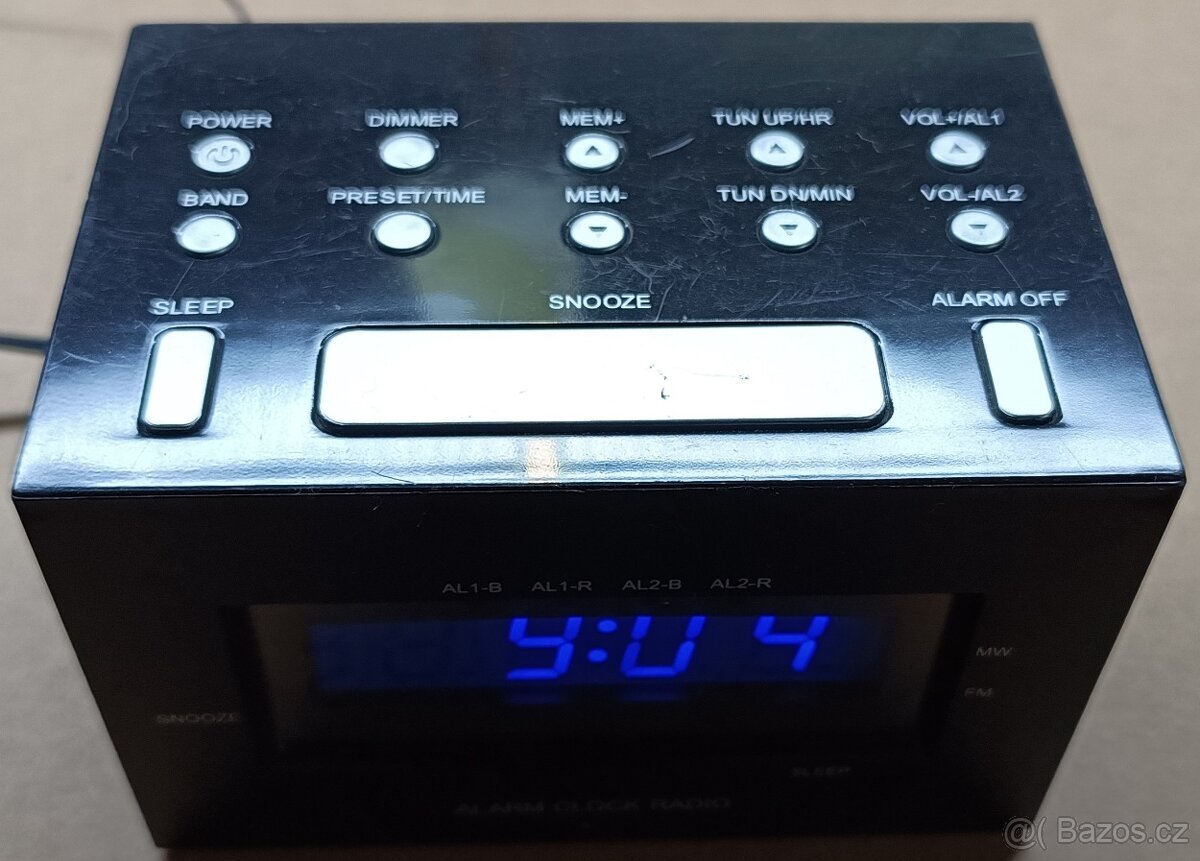 POWER DIMMER MEM+ TUN UP/HR VOL+/AL1
BAND PRESET/TIME MEM- TUN DN/MIN VOL-/AL2
SLEEP SNOOZE ALARM OFF
AL1-B AL1-R AL2-B AL2-R
9:04
MW
FM
SNOOZE
SLEEP
ALARM CLOCK RADIO
@( Bazos.cz